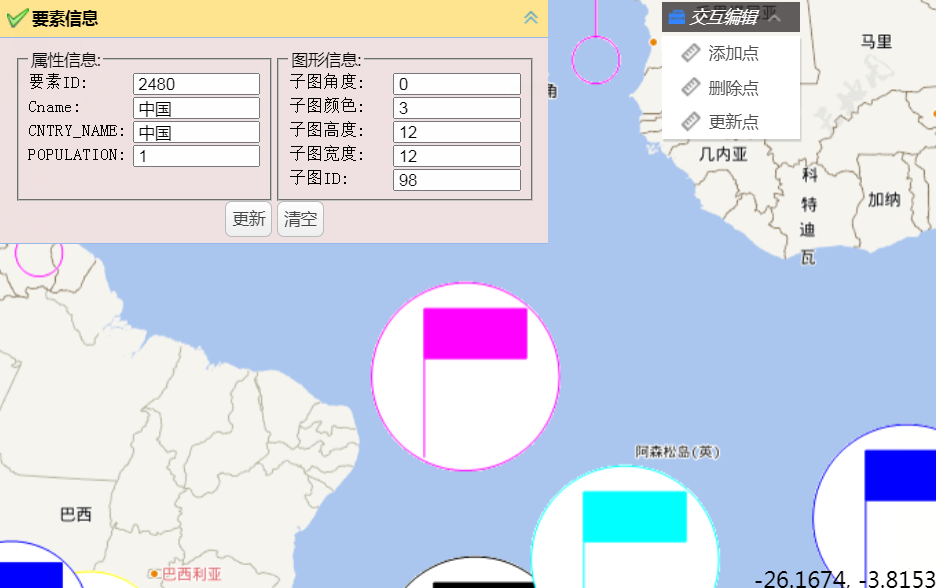 要素信息
属性信息:
要素ID: 2480
Cname: 中国
CNTRY_NAME: 中国
POPULATION: 1
图形信息:
子图角度: 0
子图颜色: 3
子图高度: 12
子图宽度: 12
子图ID: 98
更新 清空
交互编辑
添加点
删除点
更新点
马里
角
几内亚
科特迪瓦
加纳
阿森松岛(英)
巴西
巴西利亚
-26.1674, -3.8153